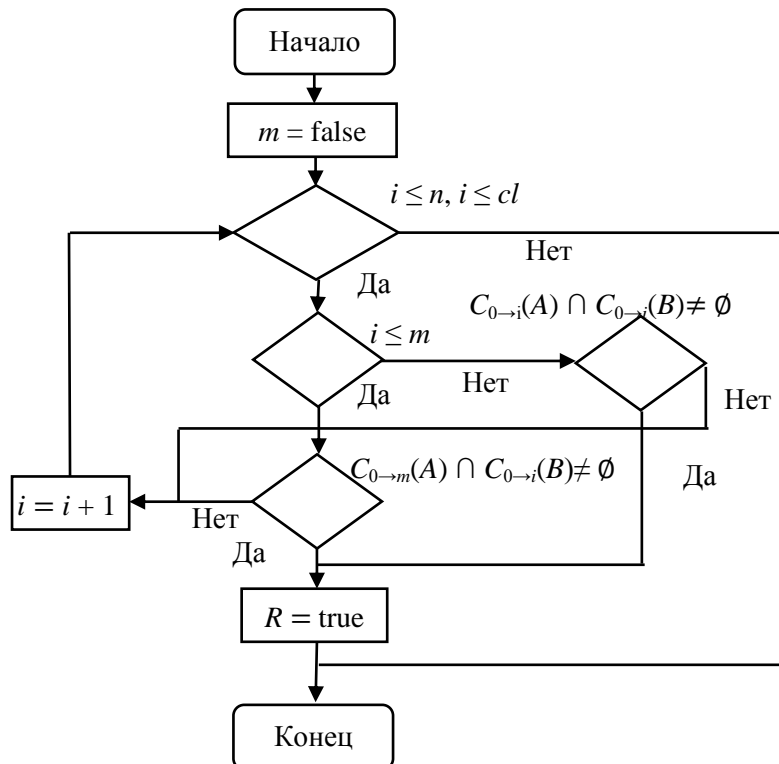 Начало
m = false
i ≤ n, i ≤ cl
Нет
Да
C₀→ᵢ(A) ∩ C₀→ᵢ(B) ≠ ∅
i ≤ m
Нет
Да
Нет
C₀→ₘ(A) ∩ C₀→ᵢ(B) ≠ ∅
Да
i = i + 1
Нет
Да
R = true
Конец